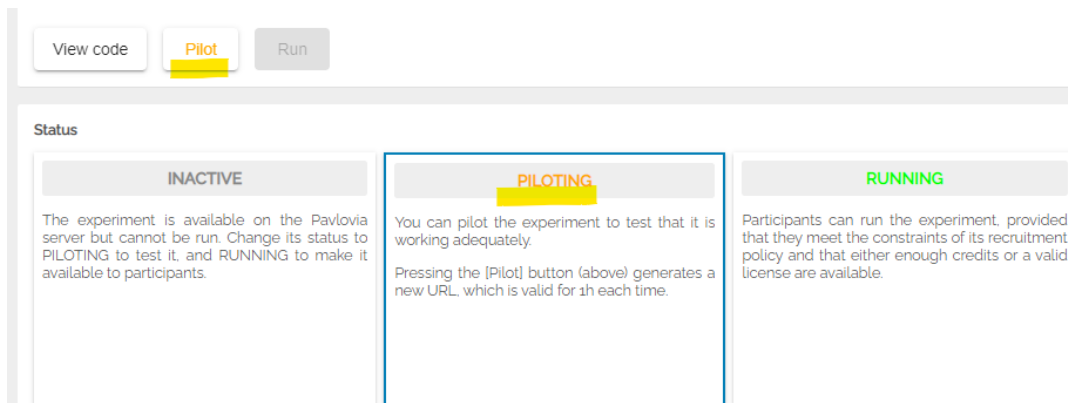 View code Pilot Run
Status
INACTIVE
The experiment is available on the Pavlovia
server but cannot be run. Change its status to
PILOTING to test it, and RUNNING to make it
available to participants.
PILOTING
You can pilot the experiment to test that it is
working adequately.
Pressing the [Pilot] button (above) generates a
new URL, which is valid for 1h each time.
RUNNING
Participants can run the experiment, provided
that they meet the constraints of its recruitment
policy and that either enough credits or a valid
license are available.